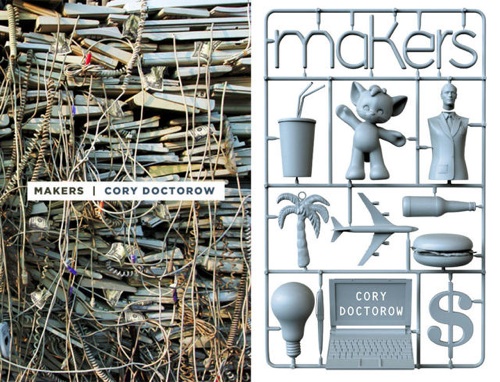 MAKERS | CORY DOCTOROW
makers
CORY
DOCTOROW
$